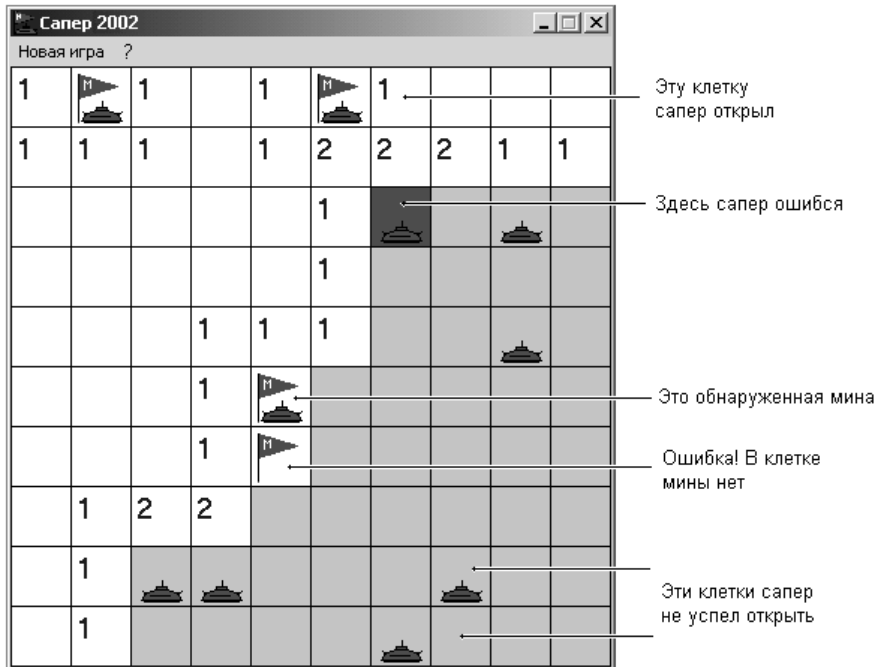 Сапер 2002
Новая игра ?
1 M 1 1 M 1
Эту клетку
сапер открыл
1 1 1 1 2 2 2 1 1
1
Здесь сапер ошибся
1
1 1 1
1 M
Это обнаруженная мина
1 M
Ошибка! В клетке
мины нет
1 2 2
1
Эти клетки сапер
не успел открыть
1